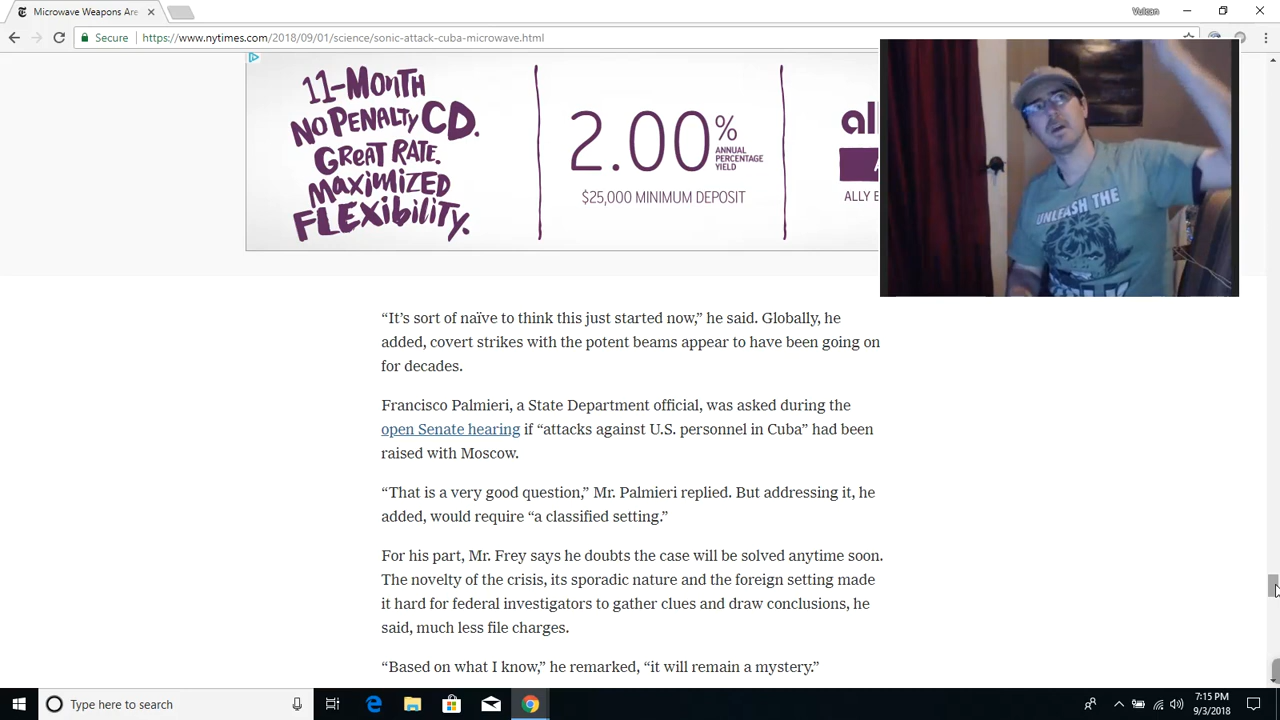 Microwave Weapons Are
Vulcan
Secure
https://www.nytimes.com/2018/09/01/science/sonic-attack-cuba-microwave.html
11-MONTH
NO PENALTY CD.
GREAT RATE.
MAXIMIZED
FLEXIBILITY.
2.00%
ANNUAL
PERCENTAGE
YIELD
$25,000 MINIMUM DEPOSIT
all
ALLY
UNLEASH THE
“It’s sort of naïve to think this just started now,” he said. Globally, he
added, covert strikes with the potent beams appear to have been going on
for decades.
Francisco Palmieri, a State Department official, was asked during the
open Senate hearing if “attacks against U.S. personnel in Cuba” had been
raised with Moscow.
“That is a very good question,” Mr. Palmieri replied. But addressing it, he
added, would require “a classified setting.”
For his part, Mr. Frey says he doubts the case will be solved anytime soon.
The novelty of the crisis, its sporadic nature and the foreign setting made
it hard for federal investigators to gather clues and draw conclusions, he
said, much less file charges.
“Based on what I know,” he remarked, “it will remain a mystery.”
Type here to search
7:15 PM
9/3/2018